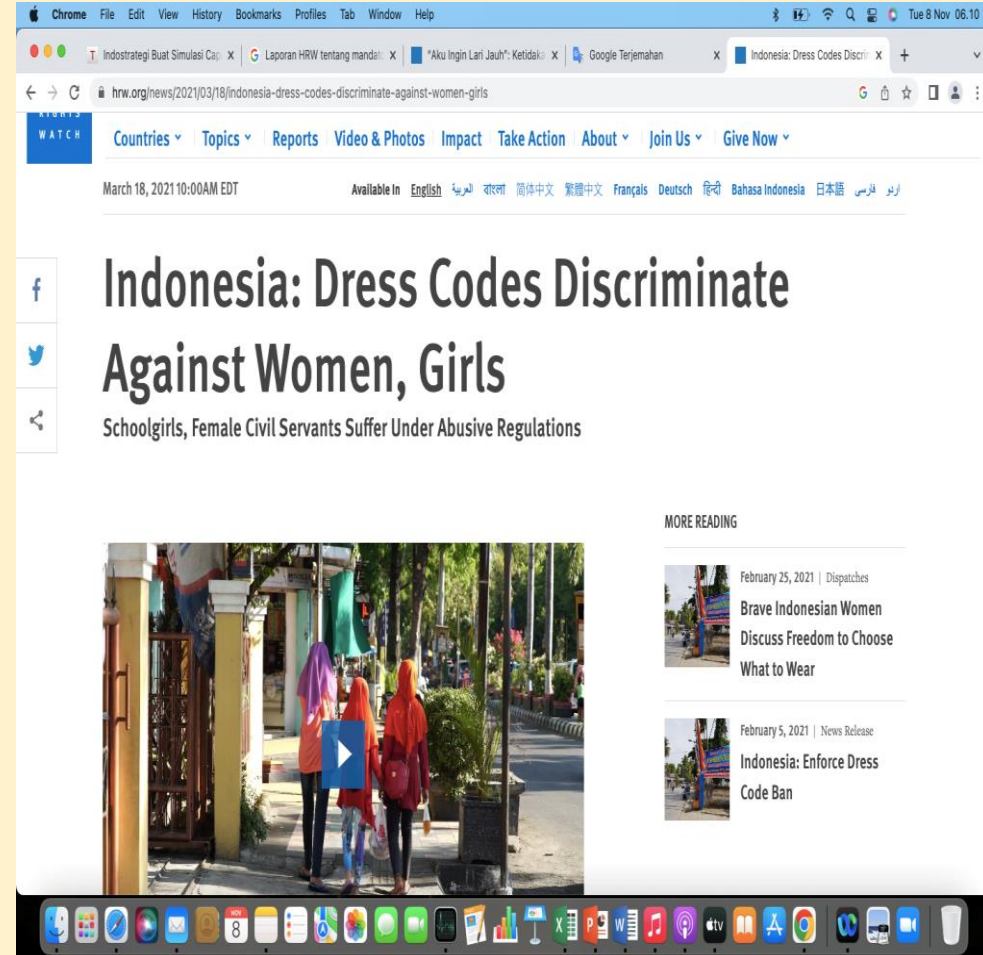 Chrome File Edit View History Bookmarks Profiles Tab Window Help Tue 8 Nov 06.10
Indostrategi Buat Simulasi Cap Laporan HRW tentang mandat "Aku Ingin Lari Jauh": Ketidaka Google Terjemahan Indonesia: Dress Codes Discrim
hrw.org/news/2021/03/18/indonesia-dress-codes-discriminate-against-women-girls
RIGHTS
WATCH
Countries Topics Reports Video & Photos Impact Take Action About Join Us Give Now
March 18, 2021 10:00AM EDT Available In English العربية বাংলা 简体中文 繁體中文 Français Deutsch हिन्दी Bahasa Indonesia 日本語 فارسی اردو
Indonesia: Dress Codes Discriminate
Against Women, Girls
Schoolgirls, Female Civil Servants Suffer Under Abusive Regulations
MORE READING
February 25, 2021 | Dispatches
Brave Indonesian Women
Discuss Freedom to Choose
What to Wear
February 5, 2021 | News Release
Indonesia: Enforce Dress
Code Ban
NOV
8
tv